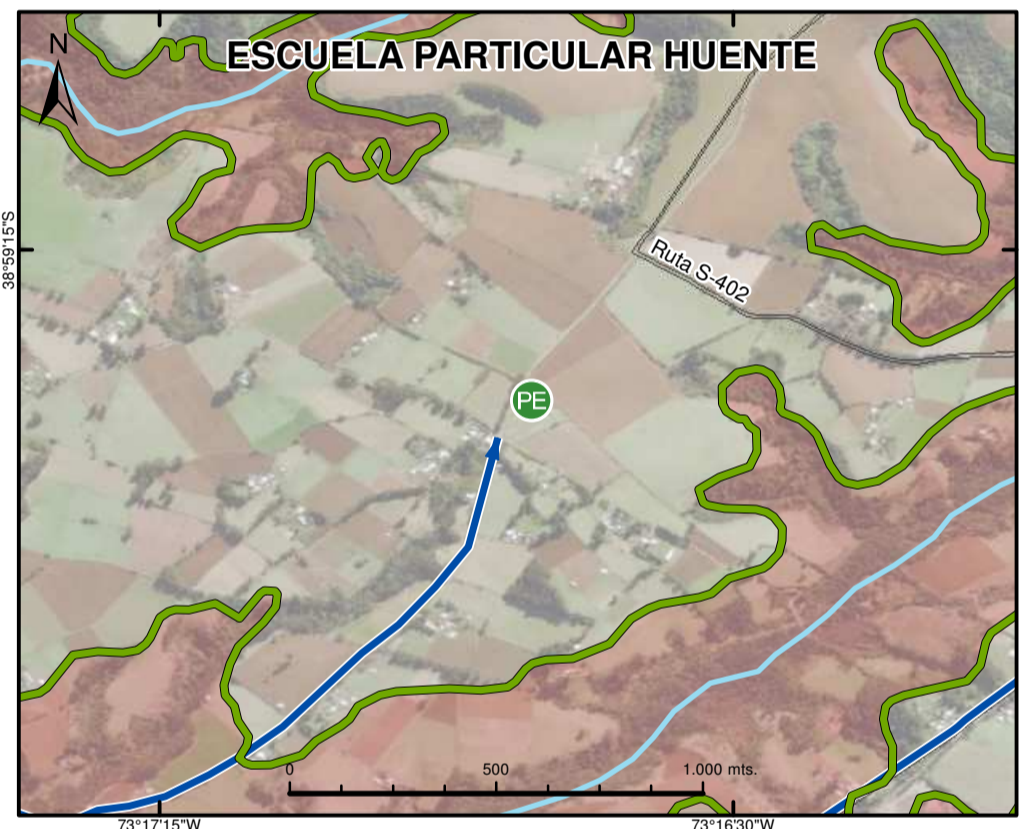 N
ESCUELA PARTICULAR HUENTE
38°59'15"S
Ruta S-402
PE
0 500 1.000 mts.
73°17'15"W 73°16'30"W